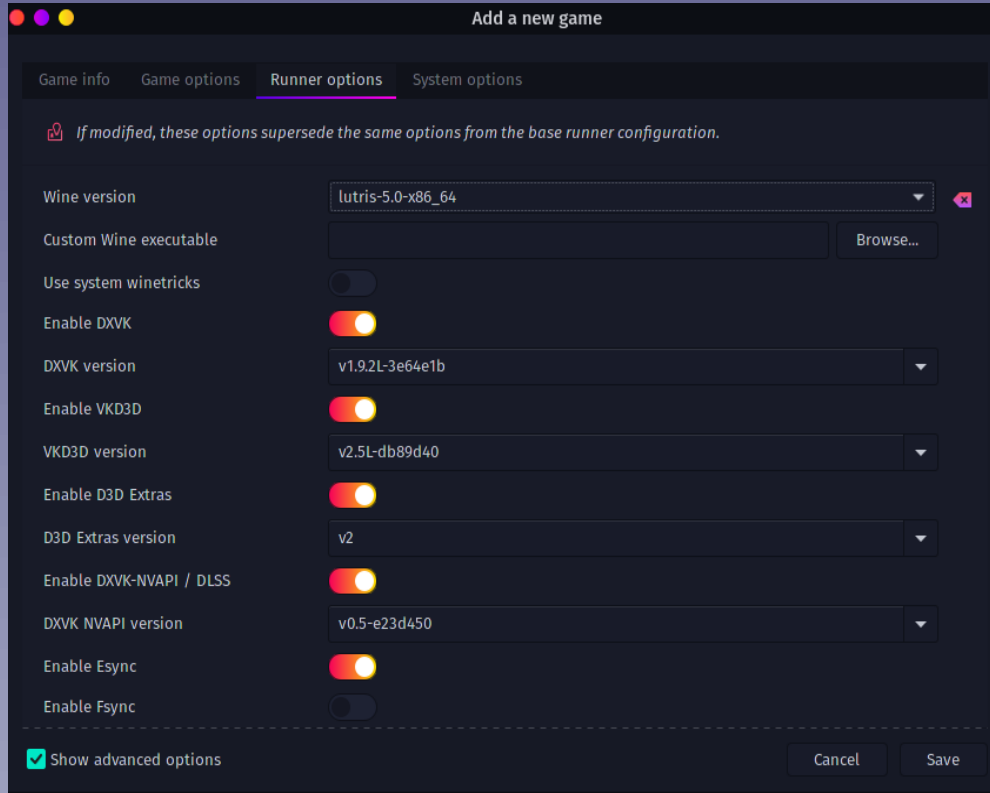 Add a new game
Game info Game options Runner options System options
If modified, these options supersede the same options from the base runner configuration.
Wine version lutris-5.0-x86_64
Custom Wine executable Browse...
Use system winetricks
Enable DXVK
DXVK version v1.9.2L-3e64e1b
Enable VKD3D
VKD3D version v2.5L-db89d40
Enable D3D Extras
D3D Extras version v2
Enable DXVK-NVAPI / DLSS
DXVK NVAPI version v0.5-e23d450
Enable Esync
Enable Fsync
Show advanced options Cancel Save